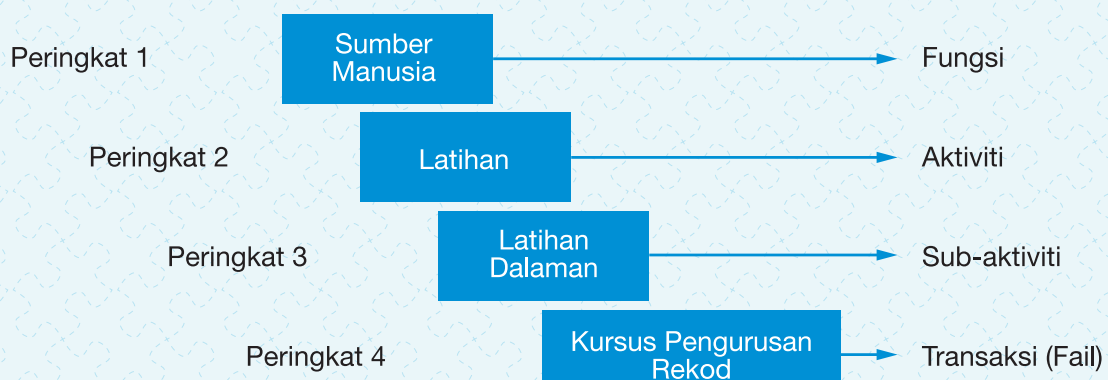 Peringkat 1
Sumber
Manusia
Fungsi
Peringkat 2
Latihan
Aktiviti
Peringkat 3
Latihan
Dalaman
Sub-aktiviti
Peringkat 4
Kursus Pengurusan
Rekod
Transaksi (Fail)